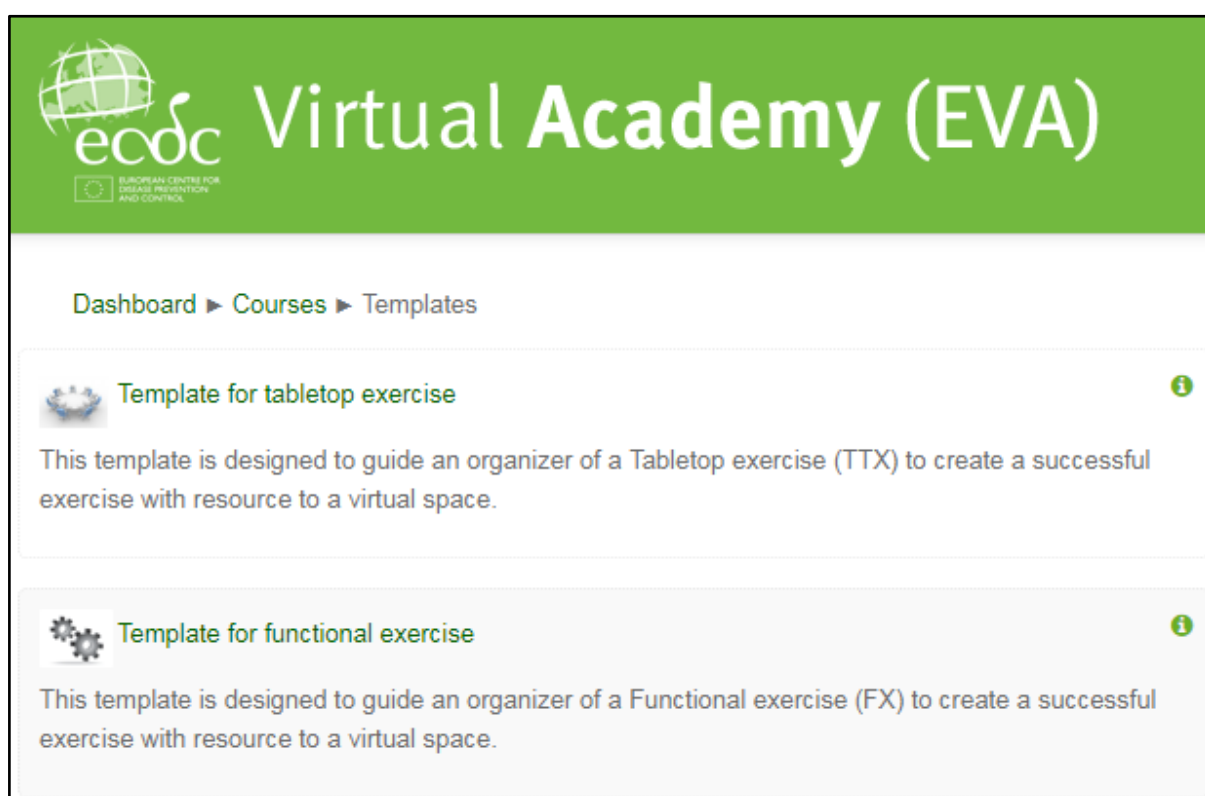 ecdc
EUROPEAN CENTRE FOR
DISEASE PREVENTION
AND CONTROL
Virtual Academy (EVA)
Dashboard ► Courses ► Templates
Template for tabletop exercise
This template is designed to guide an organizer of a Tabletop exercise (TTX) to create a successful
exercise with resource to a virtual space.
Template for functional exercise
This template is designed to guide an organizer of a Functional exercise (FX) to create a successful
exercise with resource to a virtual space.